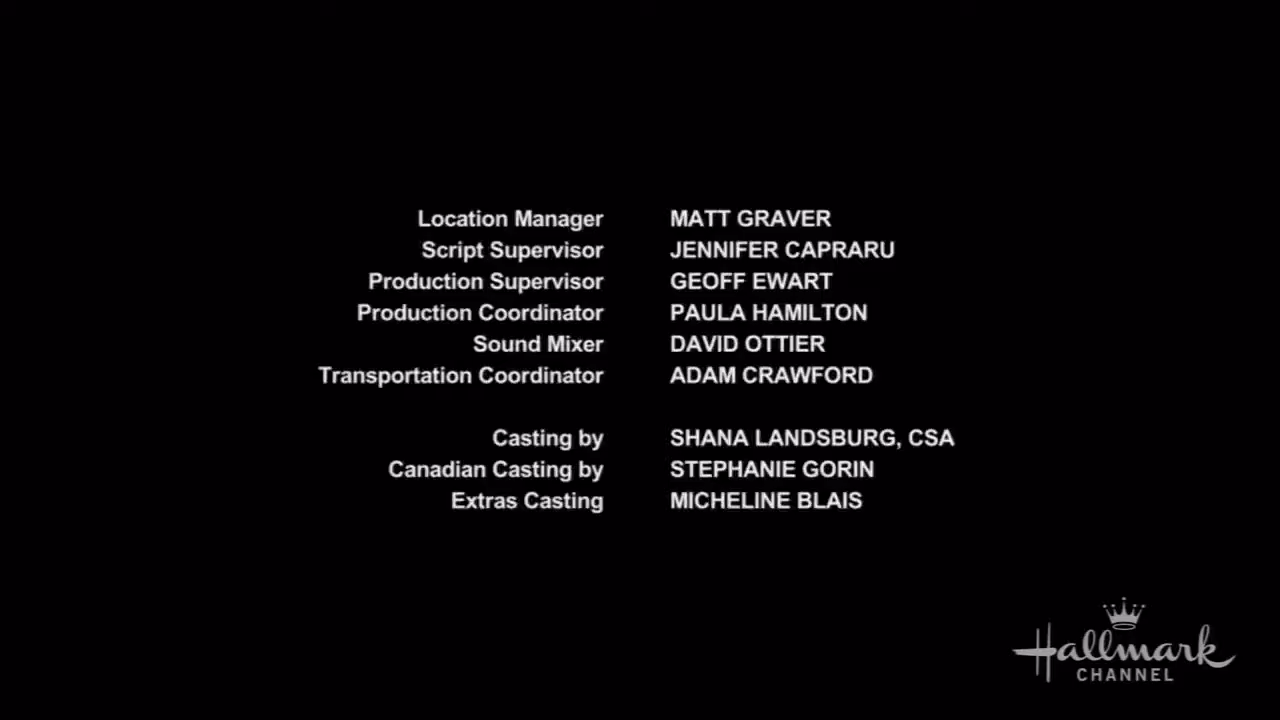 Location Manager MATT GRAVER
Script Supervisor JENNIFER CAPRARU
Production Supervisor GEOFF EWART
Production Coordinator PAULA HAMILTON
Sound Mixer DAVID OTTIER
Transportation Coordinator ADAM CRAWFORD
Casting by SHANA LANDSBURG, CSA
Canadian Casting by STEPHANIE GORIN
Extras Casting MICHELINE BLAIS
Hallmark
CHANNEL